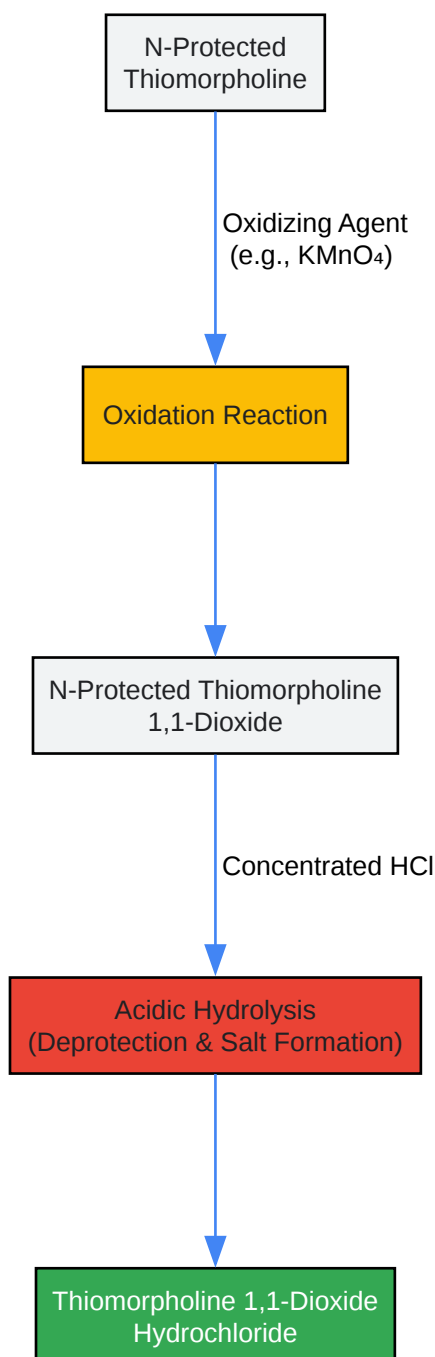 N-Protected
Thiomorpholine
Oxidizing Agent
(e.g., KMnO₄)
Oxidation Reaction
N-Protected Thiomorpholine
1,1-Dioxide
Concentrated HCl
Acidic Hydrolysis
(Deprotection & Salt Formation)
Thiomorpholine 1,1-Dioxide
Hydrochloride